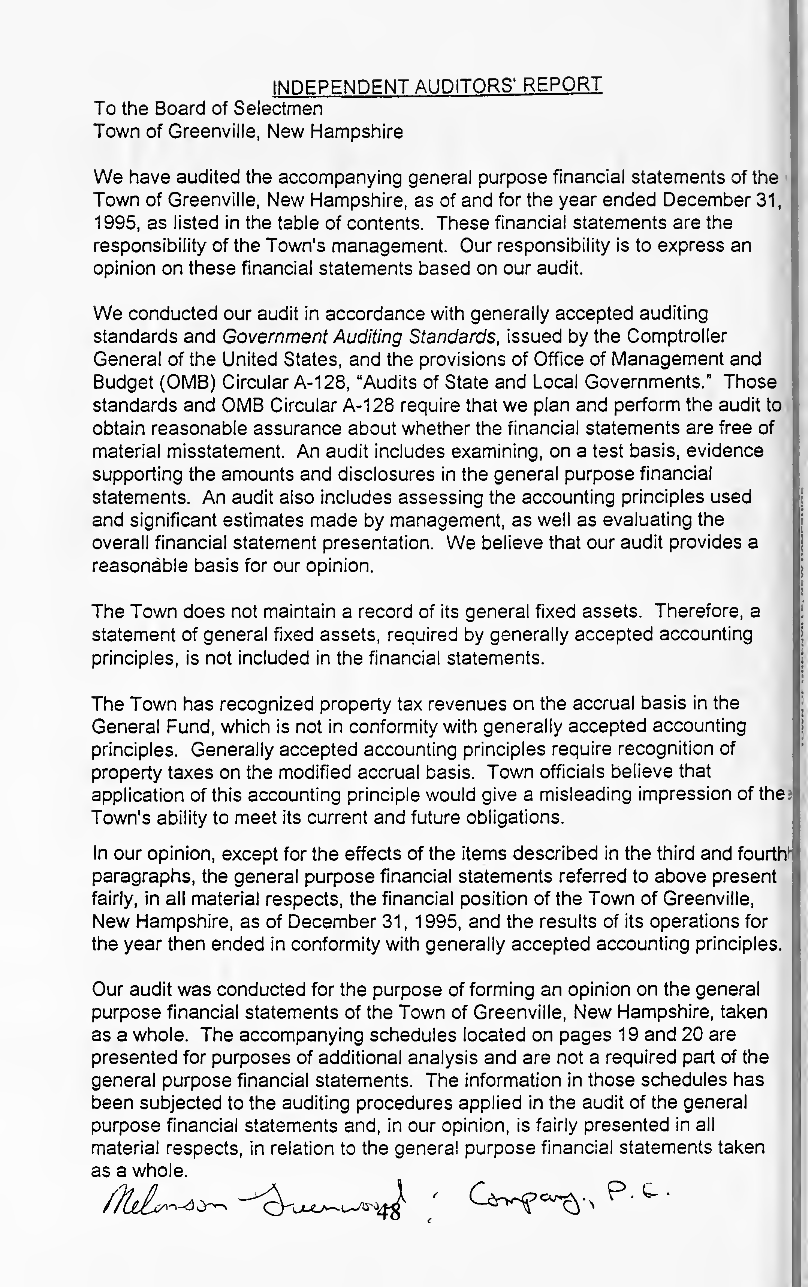 INDEPENDENT AUDITORS' REPORT
To the Board of Selectmen
Town of Greenville, New Hampshire
We have audited the accompanying general purpose financial statements of the
Town of Greenville, New Hampshire, as of and for the year ended December 31,
1995, as listed in the table of contents. These financial statements are the
responsibility of the Town's management. Our responsibility is to express an
opinion on these financial statements based on our audit.
We conducted our audit in accordance with generally accepted auditing
standards and Government Auditing Standards, issued by the Comptroller
General of the United States, and the provisions of Office of Management and
Budget (OMB) Circular A-128, “Audits of State and Local Governments.” Those
standards and OMB Circular A-128 require that we plan and perform the audit to
obtain reasonable assurance about whether the financial statements are free of
material misstatement. An audit includes examining, on a test basis, evidence
supporting the amounts and disclosures in the general purpose financial
statements. An audit also includes assessing the accounting principles used
and significant estimates made by management, as well as evaluating the
overall financial statement presentation. We believe that our audit provides a
reasonable basis for our opinion.
The Town does not maintain a record of its general fixed assets. Therefore, a
statement of general fixed assets, required by generally accepted accounting
principles, is not included in the financial statements.
The Town has recognized property tax revenues on the accrual basis in the
General Fund, which is not in conformity with generally accepted accounting
principles. Generally accepted accounting principles require recognition of
property taxes on the modified accrual basis. Town officials believe that
application of this accounting principle would give a misleading impression of the
Town's ability to meet its current and future obligations.
In our opinion, except for the effects of the items described in the third and fourth
paragraphs, the general purpose financial statements referred to above present
fairly, in all material respects, the financial position of the Town of Greenville,
New Hampshire, as of December 31, 1995, and the results of its operations for
the year then ended in conformity with generally accepted accounting principles.
Our audit was conducted for the purpose of forming an opinion on the general
purpose financial statements of the Town of Greenville, New Hampshire, taken
as a whole. The accompanying schedules located on pages 19 and 20 are
presented for purposes of additional analysis and are not a required part of the
general purpose financial statements. The information in those schedules has
been subjected to the auditing procedures applied in the audit of the general
purpose financial statements and, in our opinion, is fairly presented in all
material respects, in relation to the general purpose financial statements taken
as a whole.
Melanson Greenwood Company, P.C.
48